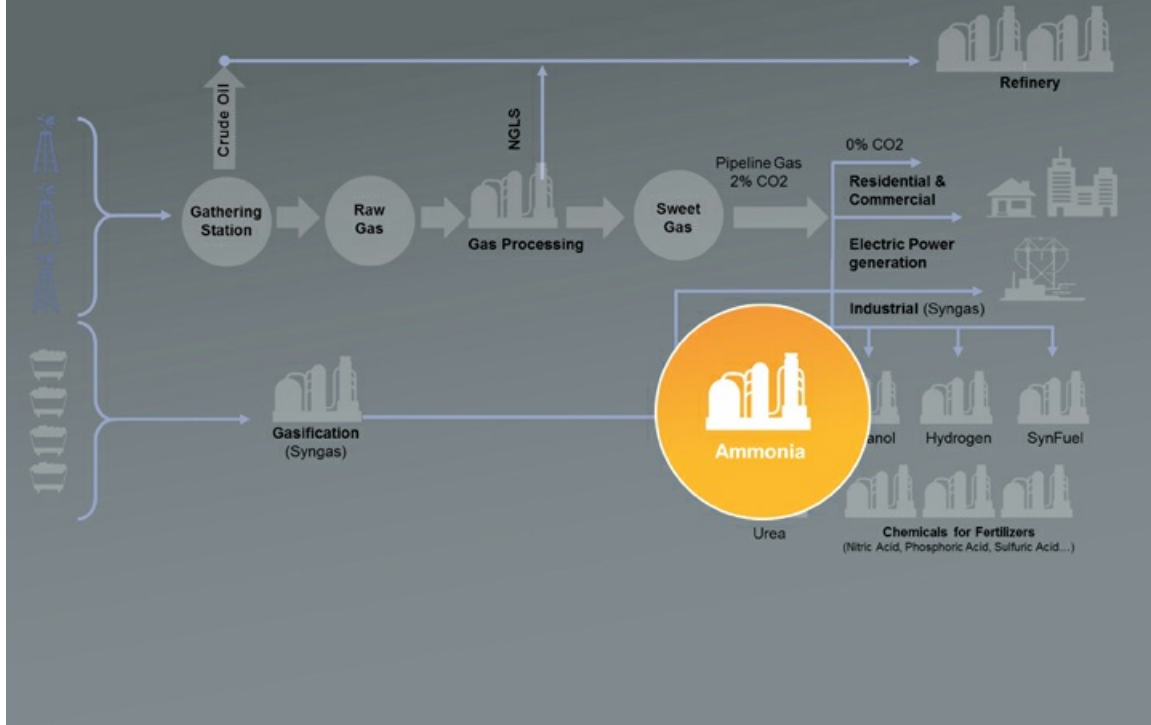 Refinery
Crude Oil
NGLS
0% CO2
Pipeline Gas
2% CO2
Residential &
Commercial
Gathering
Station
Raw
Gas
Gas Processing
Sweet
Gas
Electric Power
generation
Industrial (Syngas)
Gasification
(Syngas)
Ammonia
anol
Hydrogen
SynFuel
Urea
Chemicals for Fertilizers
(Nitric Acid, Phosphoric Acid, Sulfuric Acid...)